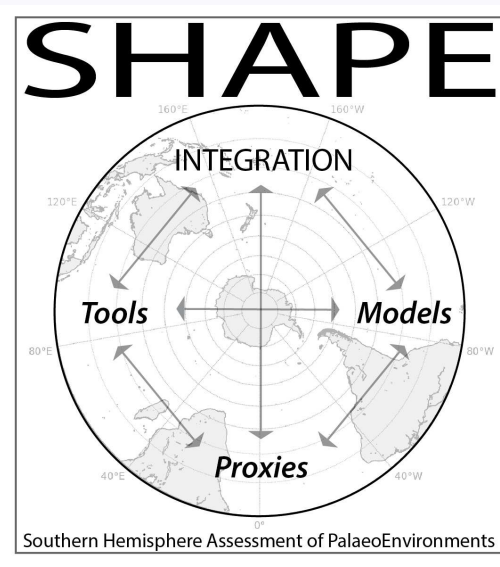 SHAPE
160°E 160°W
INTEGRATION
120°E 120°W
Tools Models
80°E 80°W
Proxies
40°E 40°W
0°
Southern Hemisphere Assessment of PalaeoEnvironments